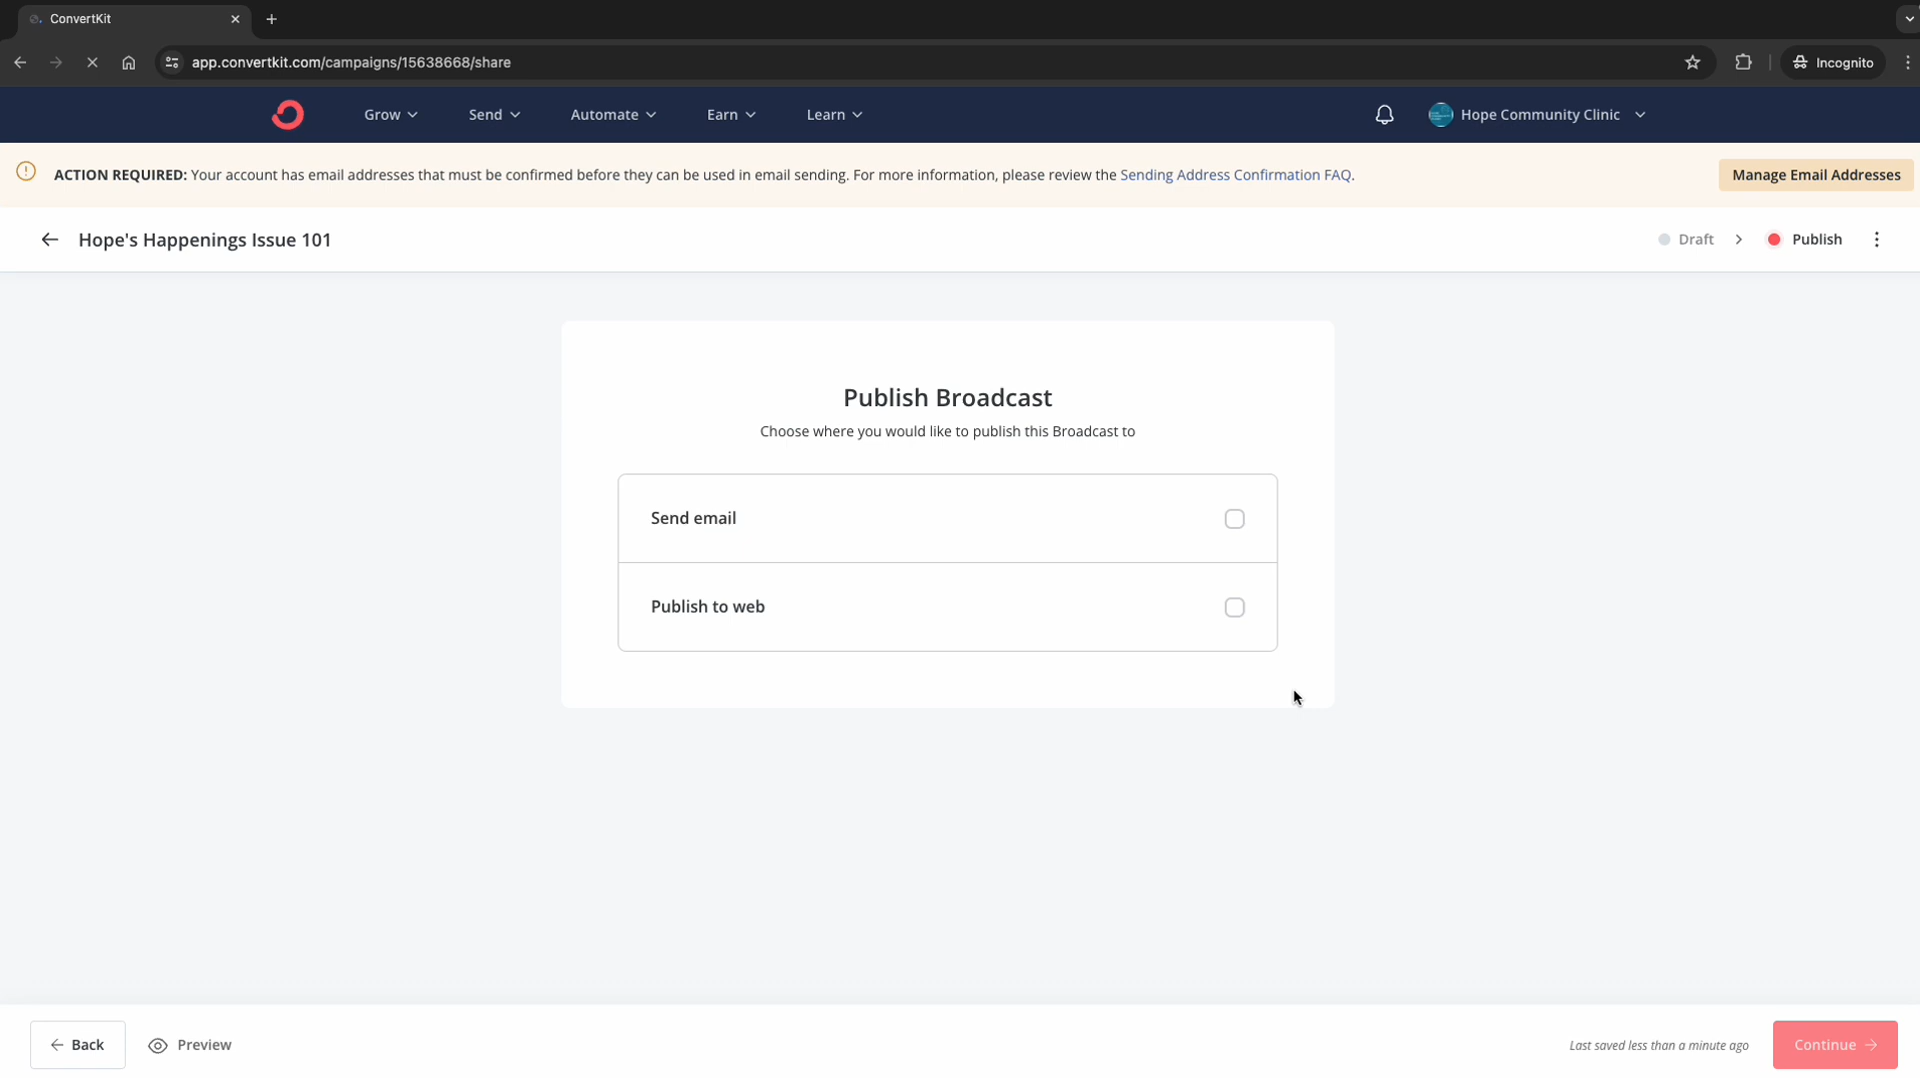 ConvertKit
app.convertkit.com/campaigns/15638668/share
Incognito
Grow
Send
Automate
Earn
Learn
Hope Community Clinic
ACTION REQUIRED: Your account has email addresses that must be confirmed before they can be used in email sending. For more information, please review the Sending Address Confirmation FAQ.
Manage Email Addresses
Hope's Happenings Issue 101
Draft
Publish
Publish Broadcast
Choose where you would like to publish this Broadcast to
Send email
Publish to web
Back
Preview
Last saved less than a minute ago
Continue